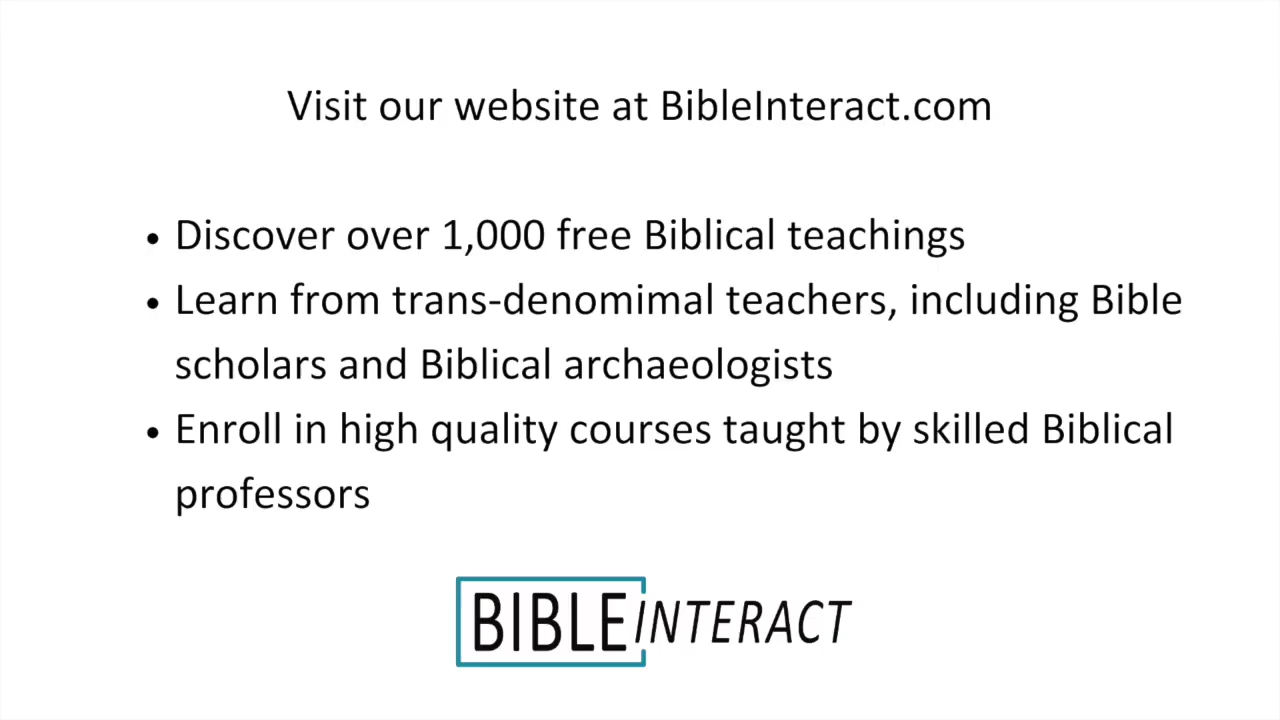 Visit our website at BibleInteract.com
• Discover over 1,000 free Biblical teachings
• Learn from trans-denomimal teachers, including Bible
scholars and Biblical archaeologists
• Enroll in high quality courses taught by skilled Biblical
professors
BIBLE INTERACT